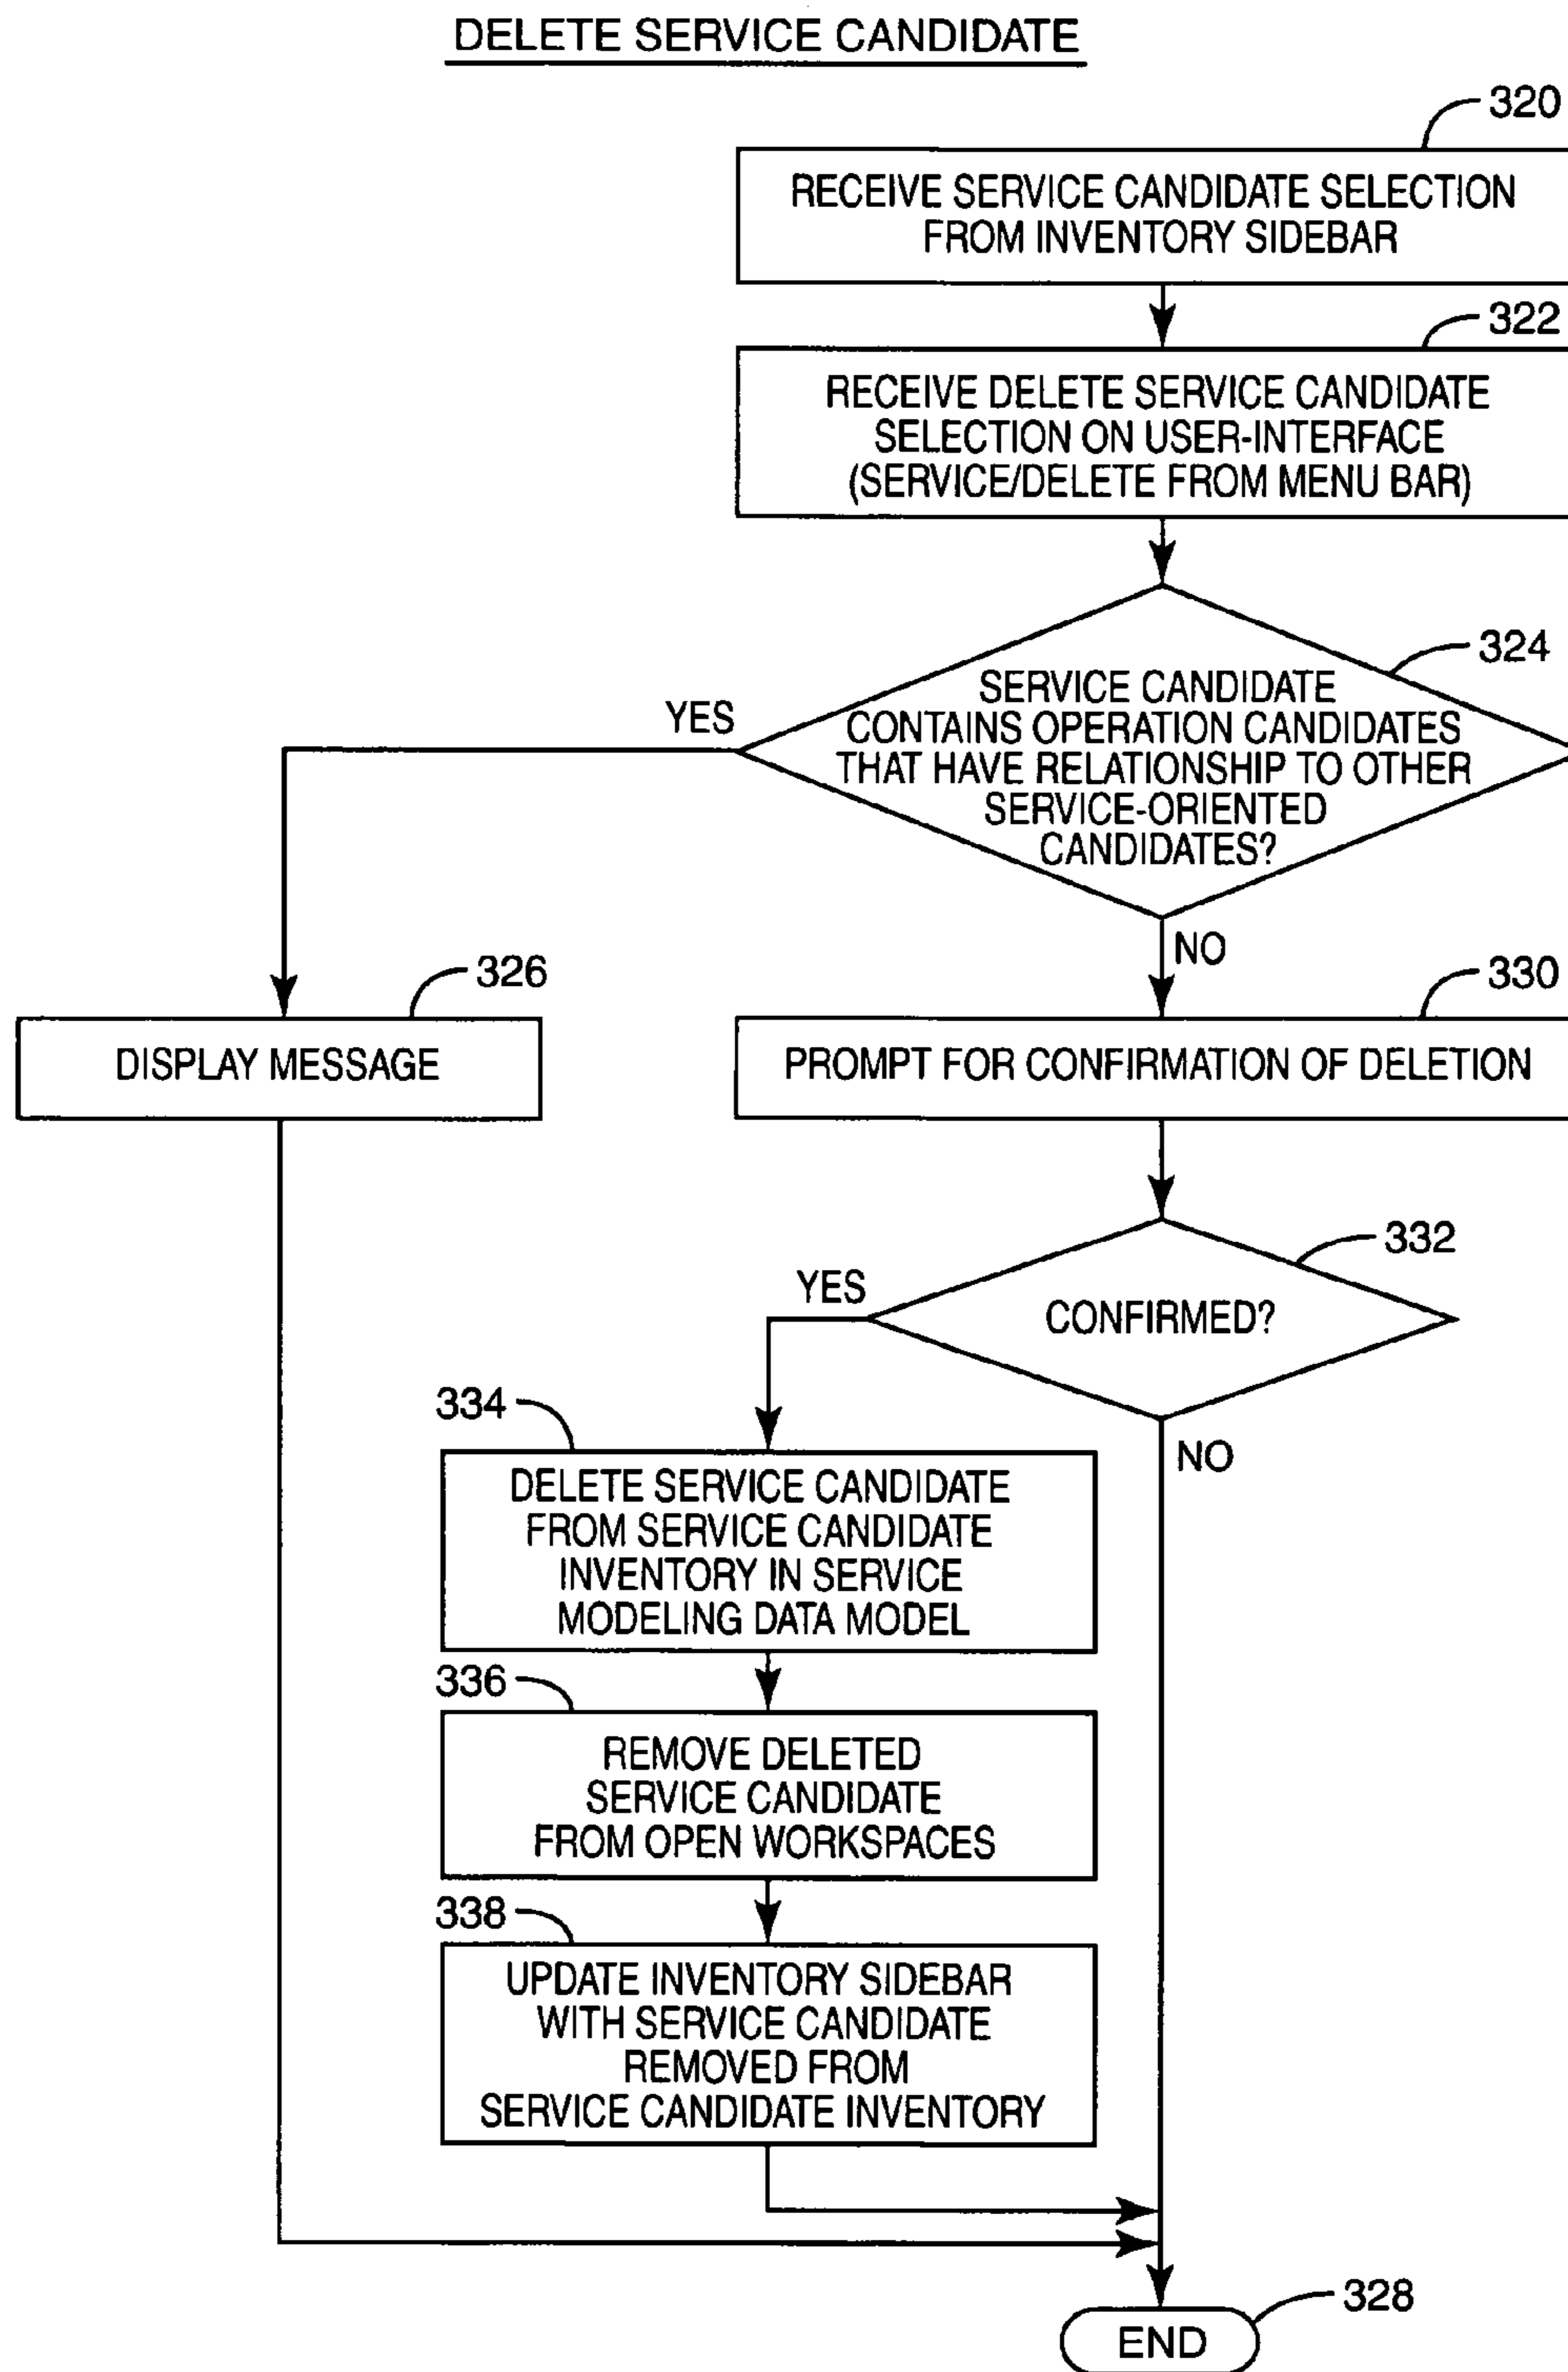 DELETE SERVICE CANDIDATE
320
RECEIVE SERVICE CANDIDATE SELECTION
FROM INVENTORY SIDEBAR
322
RECEIVE DELETE SERVICE CANDIDATE
SELECTION ON USER-INTERFACE
(SERVICE/DELETE FROM MENU BAR)
324
SERVICE CANDIDATE
CONTAINS OPERATION CANDIDATES
THAT HAVE RELATIONSHIP TO OTHER
SERVICE-ORIENTED
CANDIDATES?
YES
NO
326
DISPLAY MESSAGE
330
PROMPT FOR CONFIRMATION OF DELETION
332
CONFIRMED?
YES
NO
334
DELETE SERVICE CANDIDATE
FROM SERVICE CANDIDATE
INVENTORY IN SERVICE
MODELING DATA MODEL
336
REMOVE DELETED
SERVICE CANDIDATE
FROM OPEN WORKSPACES
338
UPDATE INVENTORY SIDEBAR
WITH SERVICE CANDIDATE
REMOVED FROM
SERVICE CANDIDATE INVENTORY
328
END